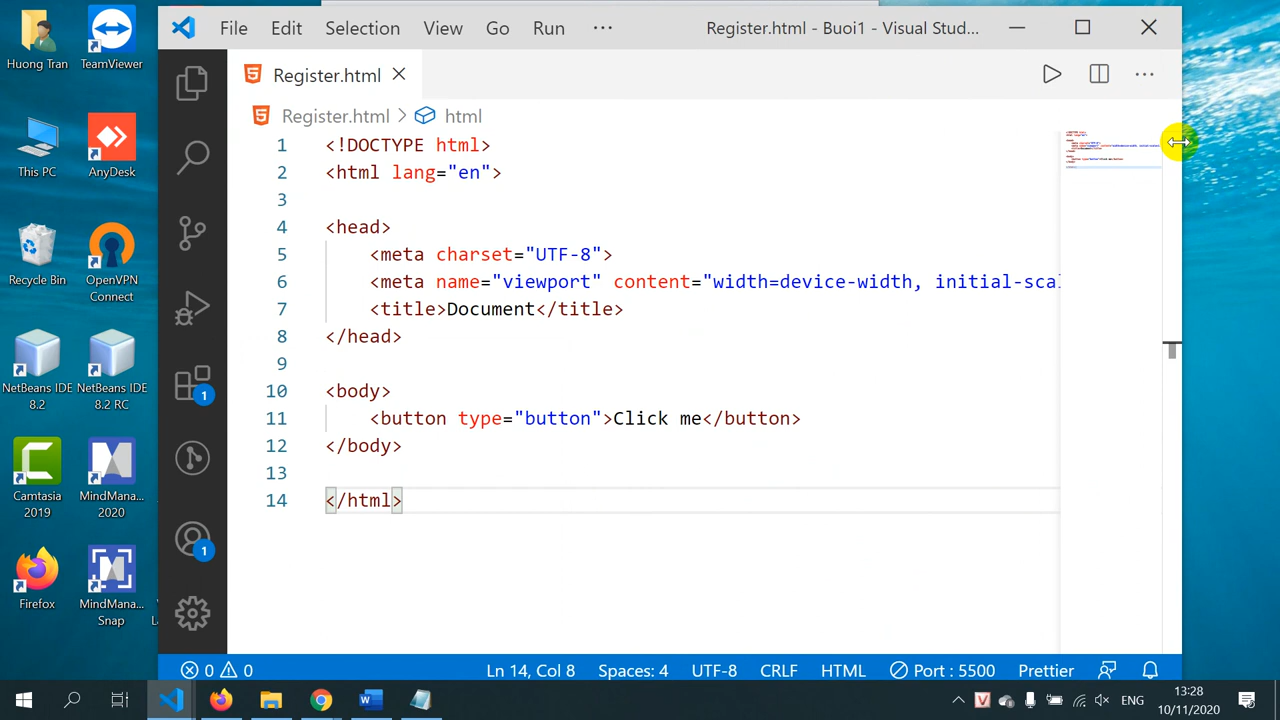 File Edit Selection View Go Run ··· Register.html - Buoi1 - Visual Stud...
Register.html
Register.html > html
1 <!DOCTYPE html>
2 <html lang="en">
3
4 <head>
5 <meta charset="UTF-8">
6 <meta name="viewport" content="width=device-width, initial-scal
7 <title>Document</title>
8 </head>
9
10 <body>
11 <button type="button">Click me</button>
12 </body>
13
14 </html>
1
1
0 0 Ln 14, Col 8 Spaces: 4 UTF-8 CRLF HTML Port : 5500 Prettier
Huong Tran TeamViewer
This PC AnyDesk
Recycle Bin OpenVPN
Connect
NetBeans IDE NetBeans IDE
8.2 8.2 RC
Camtasia MindMana...
2019 2020
Firefox MindMana...
Snap
ENG 13:28
10/11/2020